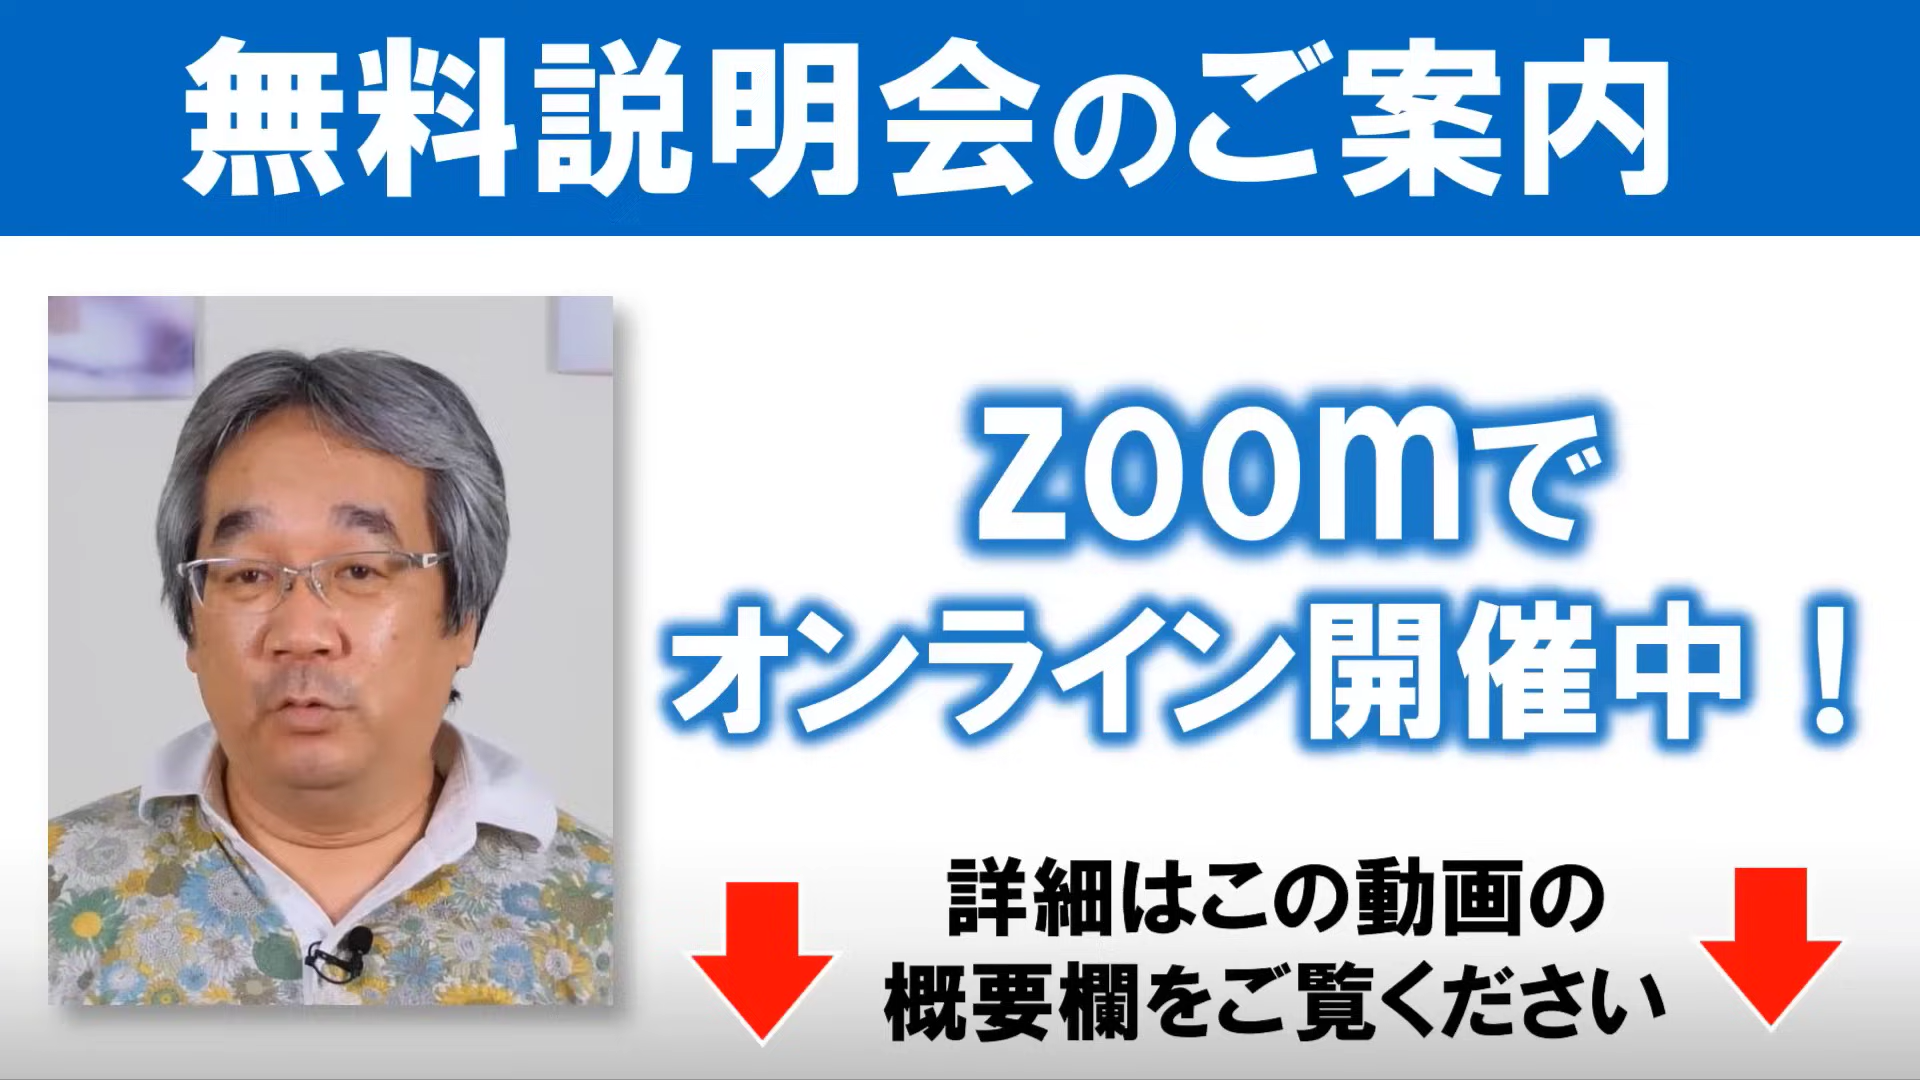 無料説明会のご案内
zoomで
オンライン開催中！
詳細はこの動画の
概要欄をご覧ください